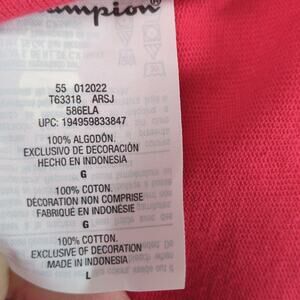 Champion®
55 012022
T63318 ARSJ
586ELA
UPC: 194959833847
100% ALGODÓN.
EXCLUSIVO DE DECORACIÓN
HECHO EN INDONESIA
G
100% COTON.
DÉCORATION NON COMPRISE
FABRIQUÉ EN INDONÉSIE
G
100% COTTON.
EXCLUSIVE OF DECORATION
MADE IN INDONESIA
L